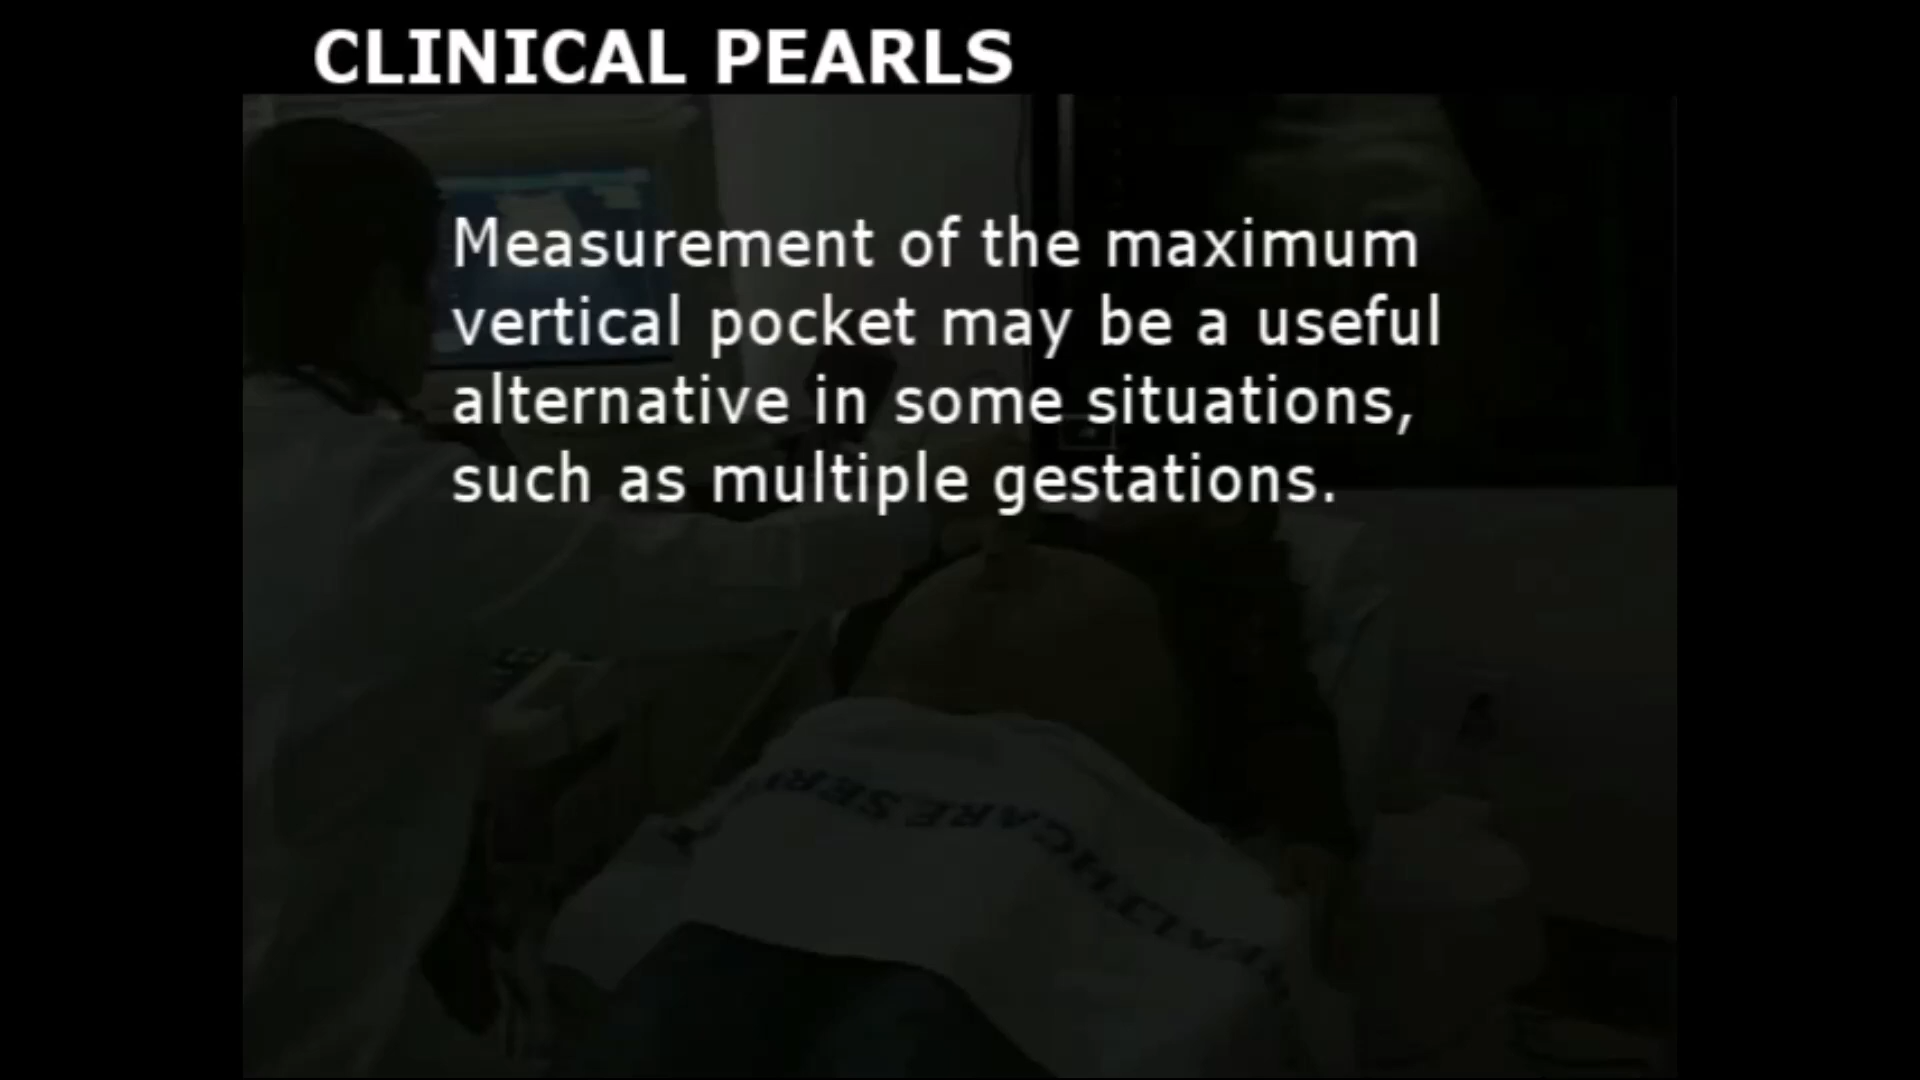 CLINICAL PEARLS
Measurement of the maximum
vertical pocket may be a useful
alternative in some situations,
such as multiple gestations.